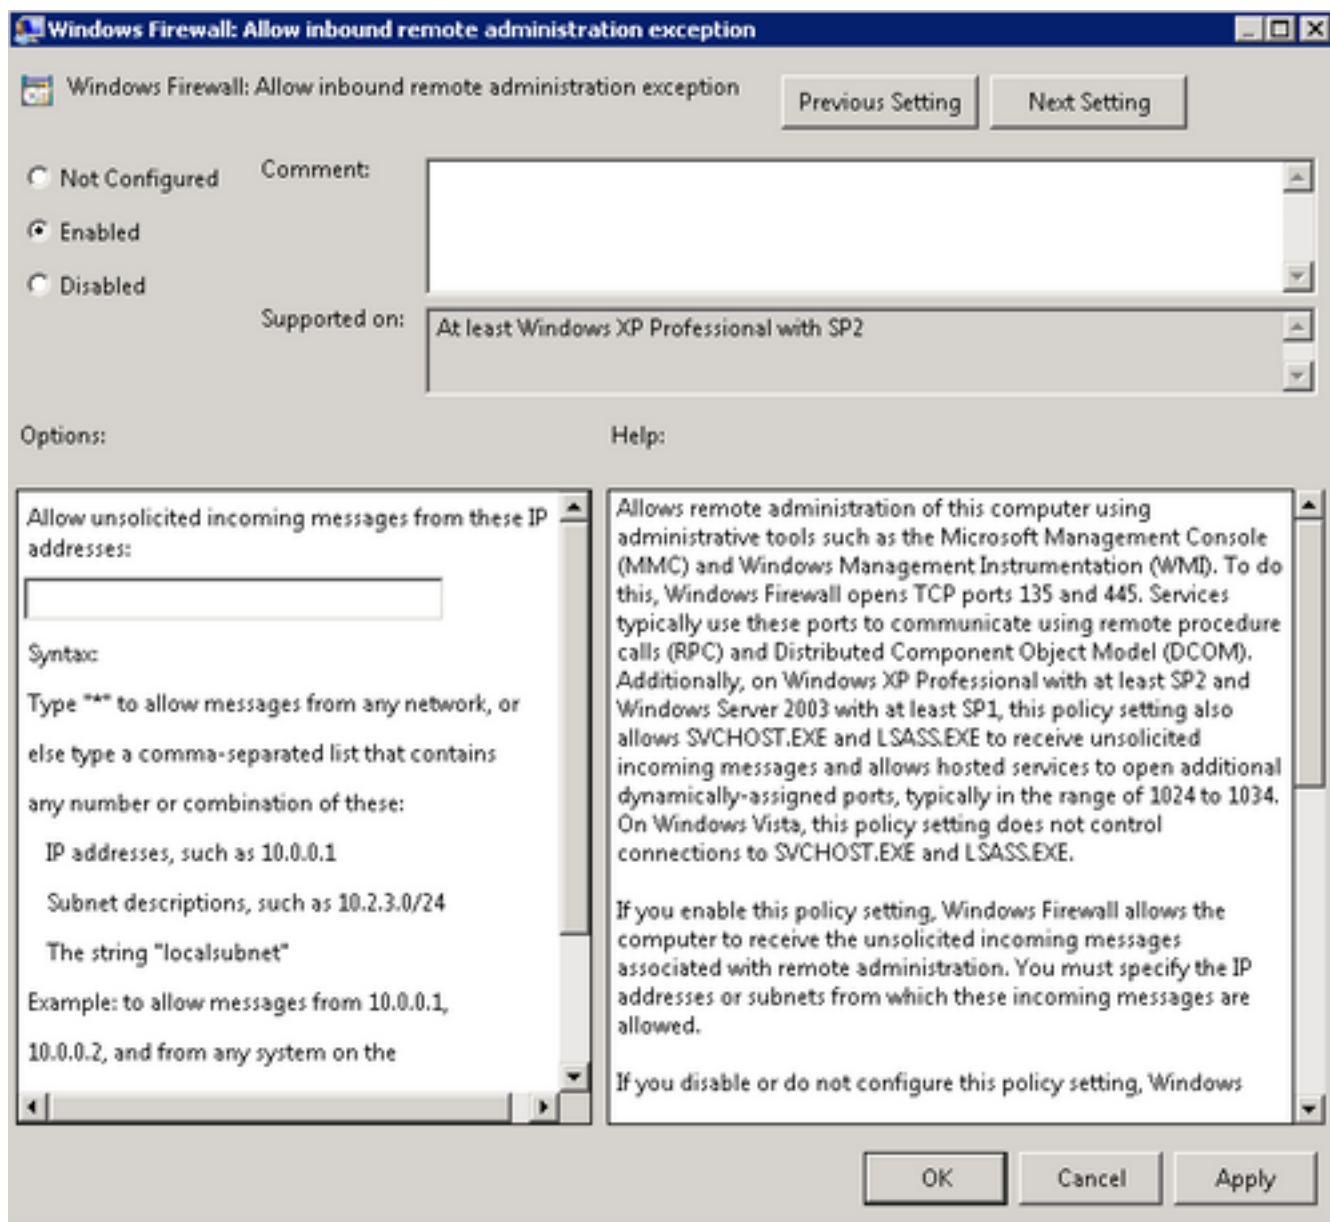 Windows Firewall: Allow inbound remote administration exception
Windows Firewall: Allow inbound remote administration exception
Previous Setting
Next Setting
Not Configured
Comment:
Enabled
Disabled
Supported on:
At least Windows XP Professional with SP2
Options:
Help:
Allow unsolicited incoming messages from these IP
addresses:
Syntax:
Type "*" to allow messages from any network, or
else type a comma-separated list that contains
any number or combination of these:
IP addresses, such as 10.0.0.1
Subnet descriptions, such as 10.2.3.0/24
The string "localsubnet"
Example: to allow messages from 10.0.0.1,
10.0.0.2, and from any system on the
Allows remote administration of this computer using
administrative tools such as the Microsoft Management Console
(MMC) and Windows Management Instrumentation (WMI). To do
this, Windows Firewall opens TCP ports 135 and 445. Services
typically use these ports to communicate using remote procedure
calls (RPC) and Distributed Component Object Model (DCOM).
Additionally, on Windows XP Professional with at least SP2 and
Windows Server 2003 with at least SP1, this policy setting also
allows SVCHOST.EXE and LSASS.EXE to receive unsolicited
incoming messages and allows hosted services to open additional
dynamically-assigned ports, typically in the range of 1024 to 1034.
On Windows Vista, this policy setting does not control
connections to SVCHOST.EXE and LSASS.EXE.
If you enable this policy setting, Windows Firewall allows the
computer to receive the unsolicited incoming messages
associated with remote administration. You must specify the IP
addresses or subnets from which these incoming messages are
allowed.
If you disable or do not configure this policy setting, Windows
OK
Cancel
Apply